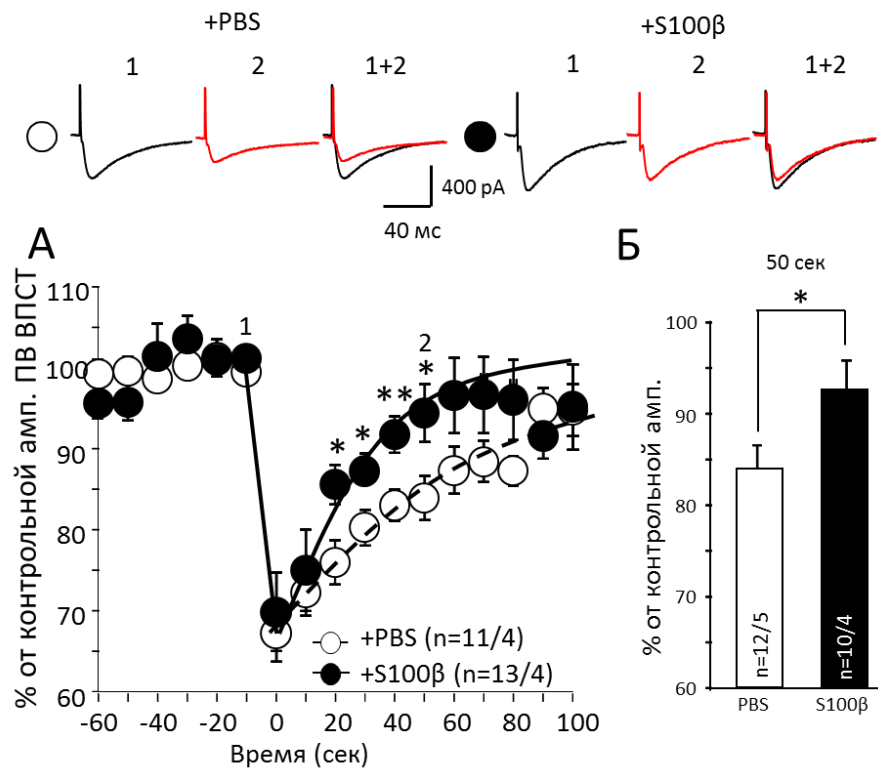 +PBS
+S100β
1 2 1+2
1 2 1+2
400 pA
40 мс
А
% от контрольной амп. ПВ ВПСТ
110
100
90
80
70
60
1
2
*
*
**
*
+PBS (n=11/4)
+S100β (n=13/4)
-60 -40 -20 0 20 40 60 80 100
Время (сек)
Б
50 сек
*
% от контрольной амп.
100
90
80
70
60
n=12/5
n=10/4
PBS
S100β